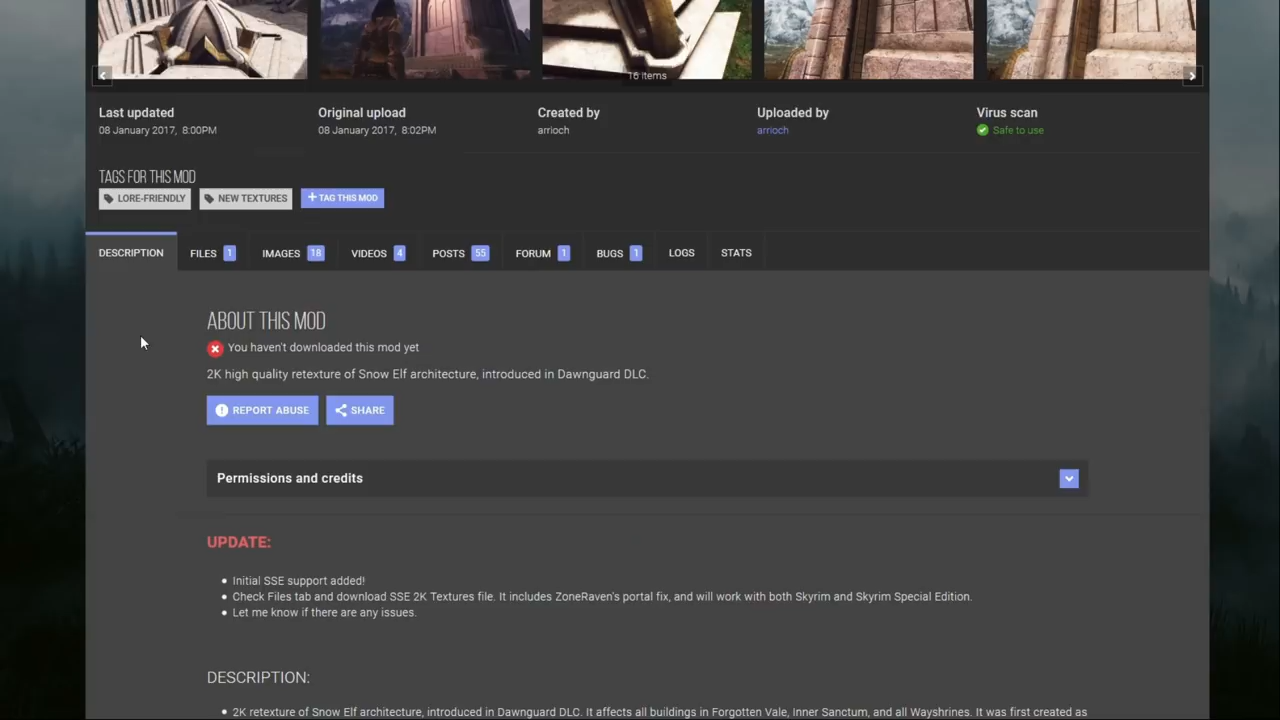 16 items
Last updated
Original upload
Created by
Uploaded by
Virus scan
08 January 2017, 8:00PM
08 January 2017, 8:02PM
arrioch
arrioch
Safe to use
TAGS FOR THIS MOD
LORE-FRIENDLY
NEW TEXTURES
+ TAG THIS MOD
DESCRIPTION
FILES 1
IMAGES 18
VIDEOS 4
POSTS 55
FORUM 1
BUGS 1
LOGS
STATS
ABOUT THIS MOD
You haven't downloaded this mod yet
2K high quality retexture of Snow Elf architecture, introduced in Dawnguard DLC.
REPORT ABUSE
SHARE
Permissions and credits
UPDATE:
• Initial SSE support added!
• Check Files tab and download SSE 2K Textures file. It includes ZoneRaven's portal fix, and will work with both Skyrim and Skyrim Special Edition.
• Let me know if there are any issues.
DESCRIPTION:
• 2K retexture of Snow Elf architecture, introduced in Dawnguard DLC. It affects all buildings in Forgotten Vale, Inner Sanctum, and all Wayshrines. It was first created as